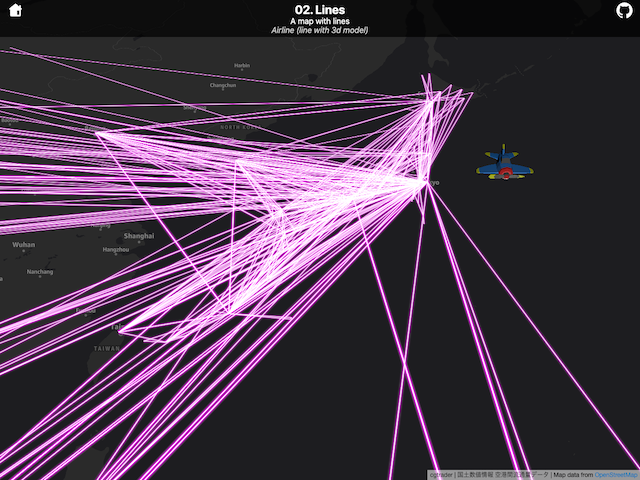 02. Lines
A map with lines
Airline (line with 3d model)
Harbin
Changchun
NORTH KOREA
Shanghai
Wuhan
Hangzhou
Nanchang
TAIWAN
| 国土数値情報 空港間流通量データ | Map data from OpenStreetMap